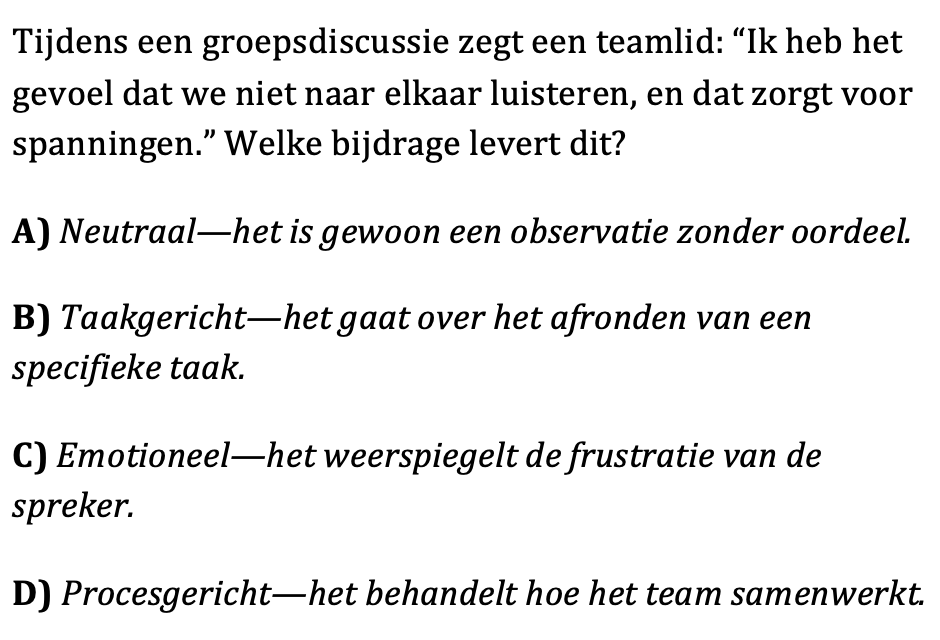 Tijdens een groepsdiscussie zegt een teamlid: “Ik heb het
gevoel dat we niet naar elkaar luisteren, en dat zorgt voor
spanningen.” Welke bijdrage levert dit?
A) Neutraal—het is gewoon een observatie zonder oordeel.
B) Taakgericht—het gaat over het afronden van een
specifieke taak.
C) Emotioneel—het weerspiegelt de frustratie van de
spreker.
D) Procesgericht—het behandelt hoe het team samenwerkt.